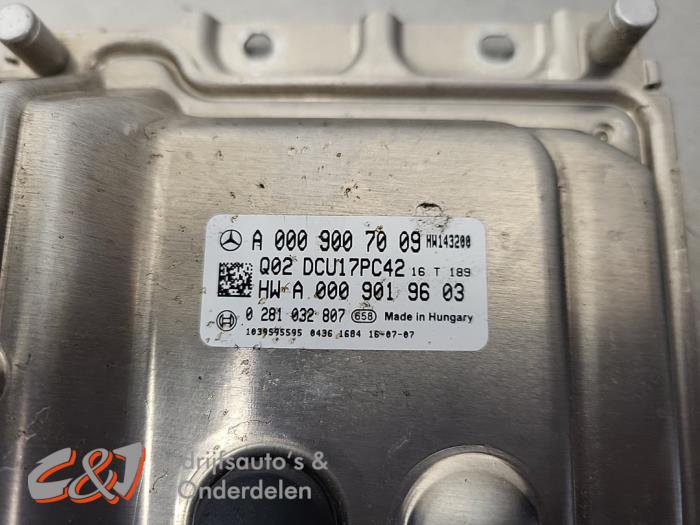 A 000 900 70 09 HW143200
Q02 DCU17PC42 16 T 189
HW A 000 901 96 03
0 281 032 807 658 Made in Hungary
1039S95595 0436 1684 16-07-07
C&J
drijfsauto's &
Onderdelen